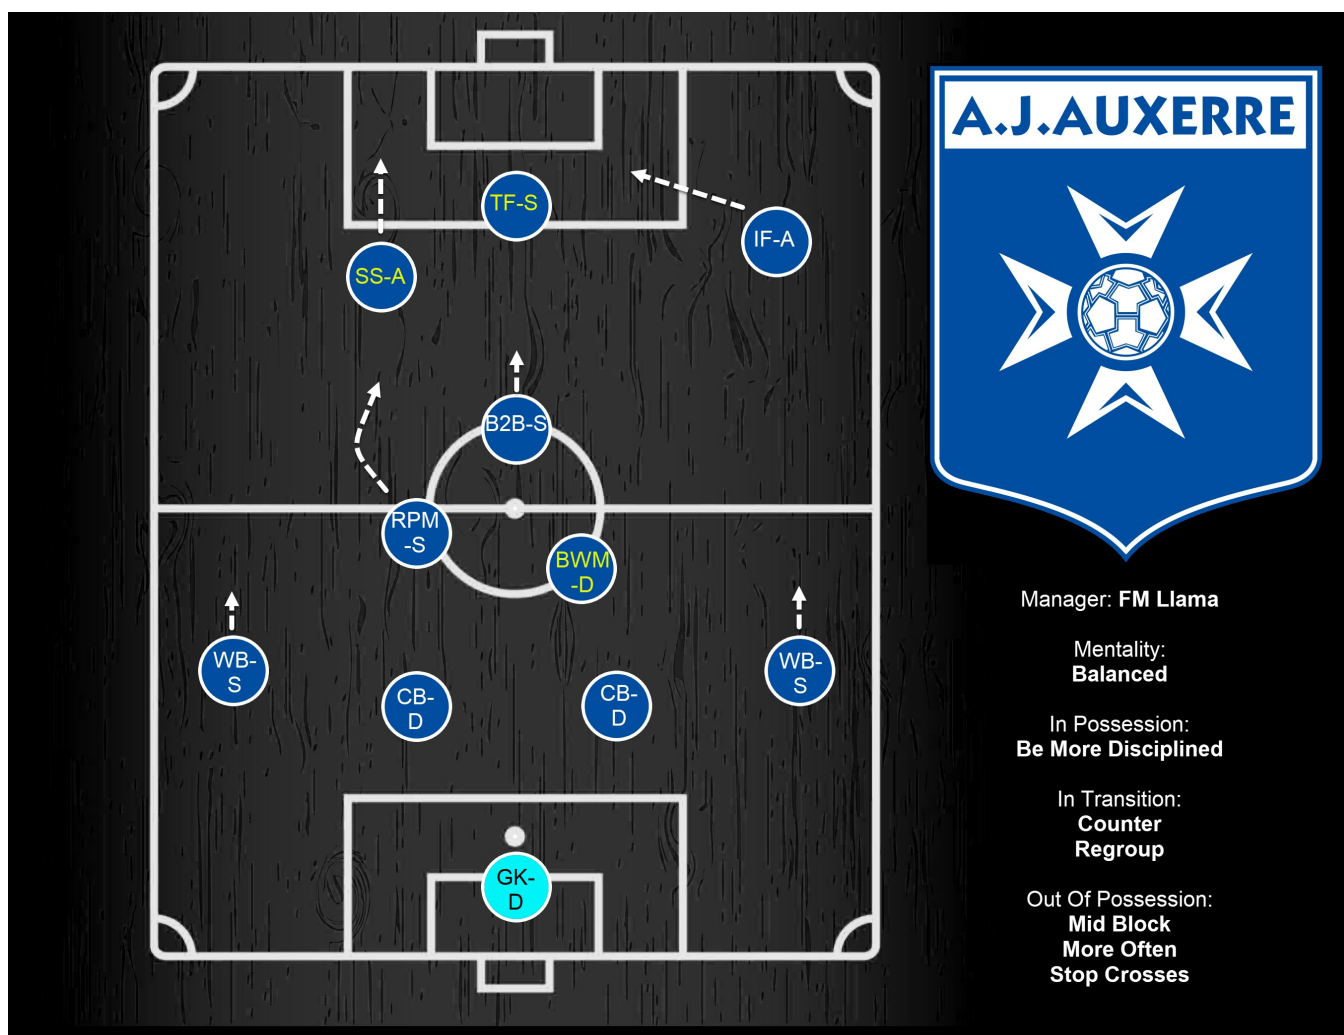 A.J.AUXERRE
TF-S
IF-A
SS-A
B2B-S
RPM
-S
BWM
-D
WB-
S
WB-
S
CB-
D
CB-
D
GK-
D
Manager: FM Llama
Mentality:
Balanced
In Possession:
Be More Disciplined
In Transition:
Counter
Regroup
Out Of Possession:
Mid Block
More Often
Stop Crosses